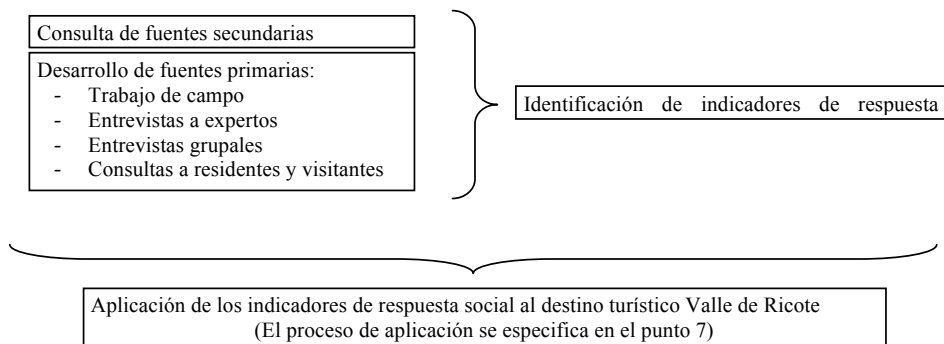 Consulta de fuentes secundarias
Desarrollo de fuentes primarias:
- Trabajo de campo
- Entrevistas a expertos
- Entrevistas grupales
- Consultas a residentes y visitantes
Identificación de indicadores de respuesta
Aplicación de los indicadores de respuesta social al destino turístico Valle de Ricote
(El proceso de aplicación se especifica en el punto 7)